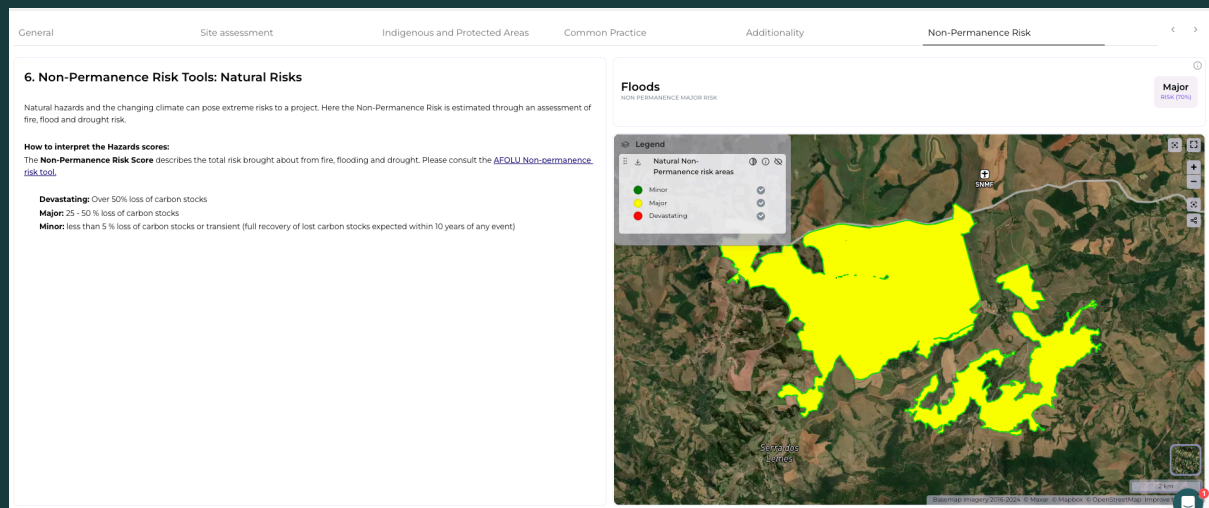 General
Site assessment
Indigenous and Protected Areas
Common Practice
Additionality
Non-Permanence Risk
6. Non-Permanence Risk Tools: Natural Risks
Natural hazards and the changing climate can pose extreme risks to a project. Here the Non-Permanence Risk is estimated through an assessment of
fire, flood and drought risk.
How to interpret the Hazards scores:
The Non-Permanence Risk Score describes the total risk brought about from fire, flooding and drought. Please consult the AFOLU Non-permanence
risk tool.
Devastating: Over 50% loss of carbon stocks
Major: 25 - 50 % loss of carbon stocks
Minor: less than 5 % loss of carbon stocks or transient (full recovery of lost carbon stocks expected within 10 years of any event)
Floods
NON PERMANENCE MAJOR RISK
Major
RISK (70%)
Legend
Natural Non-
Permanence risk areas
Minor
Major
Devastating
SNMF
Serra dos
Lemes
2 km
Basemap Imagery 2016-2024 © Maxar © Mapbox © OpenStreetMap Improve
1